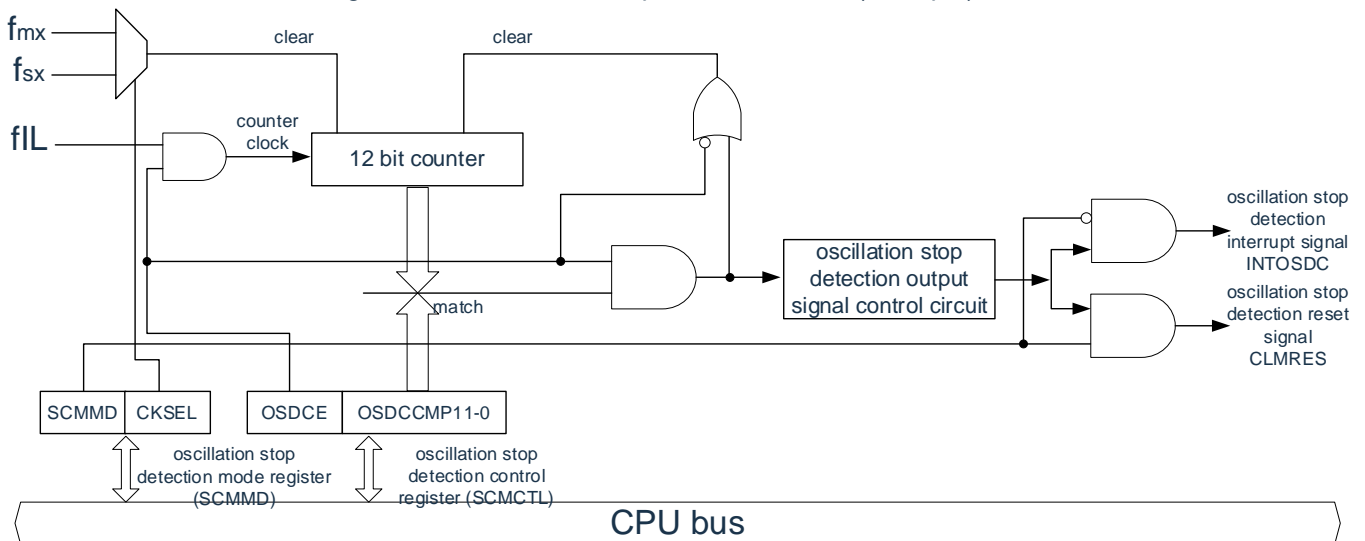 fmx
clear
clear
fsx
counter
clock
fIL
12 bit counter
oscillation stop
detection
interrupt signal
INTOSDC
oscillation stop
detection output
signal control circuit
match
oscillation stop
detection reset
signal
CLMRES
SCMMD
CKSEL
OSDCE
OSDCCMP11-0
oscillation stop
detection mode register
(SCMMD)
oscillation stop
detection control
register (SCMCTL)
CPU bus